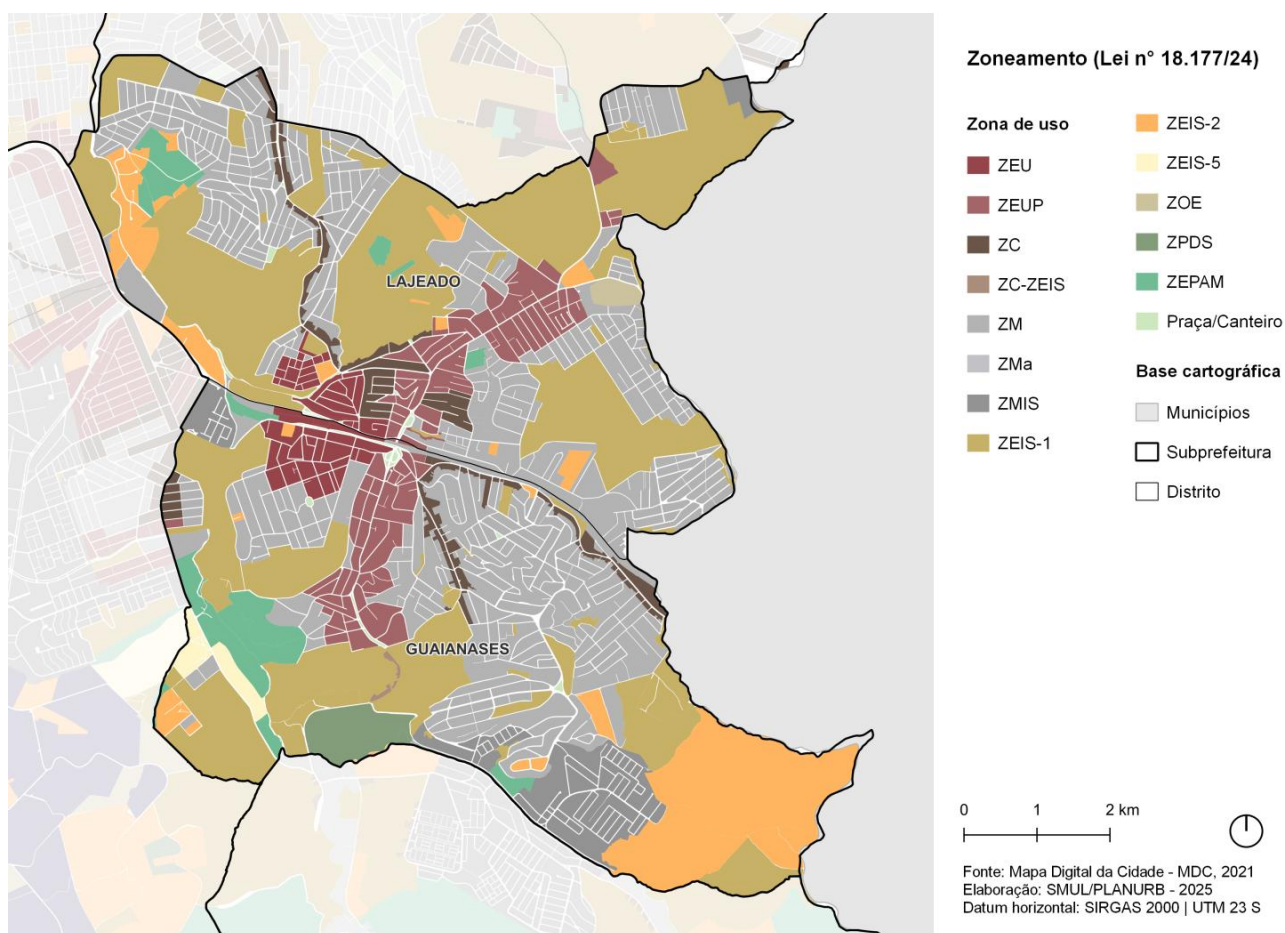 Zoneamento (Lei n° 18.177/24)
Zona de uso
ZEU
ZEUP
ZC
ZC-ZEIS
ZM
ZMa
ZMIS
ZEIS-1
ZEIS-2
ZEIS-5
ZOE
ZPDS
ZEPAM
Praça/Canteiro
Base cartográfica
Municípios
Subprefeitura
Distrito
LAJEADO
GUAIANASES
0 1 2 km
Fonte: Mapa Digital da Cidade - MDC, 2021
Elaboração: SMUL/PLANURB - 2025
Datum horizontal: SIRGAS 2000 | UTM 23 S